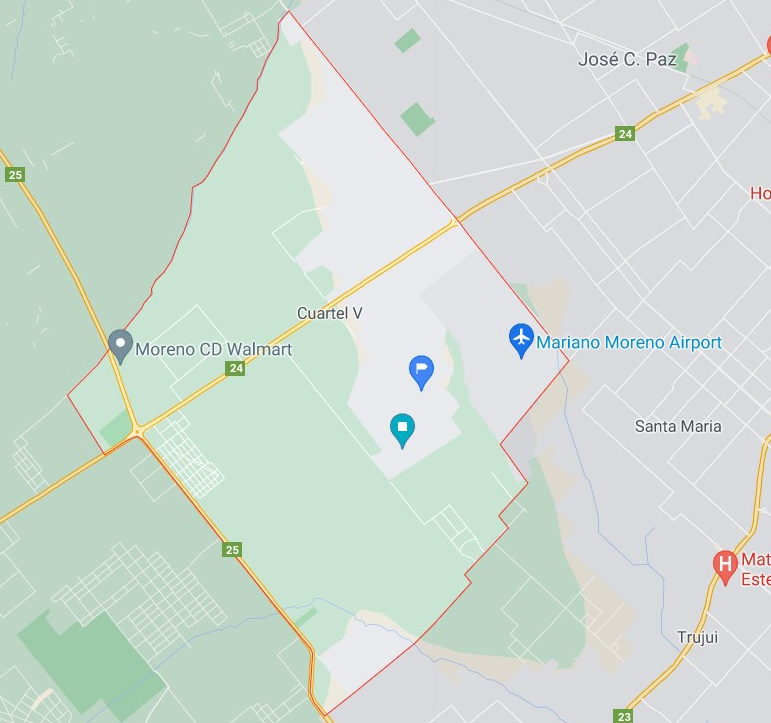 José C. Paz
24
25
Ho
Cuartel V
Moreno CD Walmart
Mariano Moreno Airport
24
Santa Maria
25
H
Mat
Este
Trujui
23